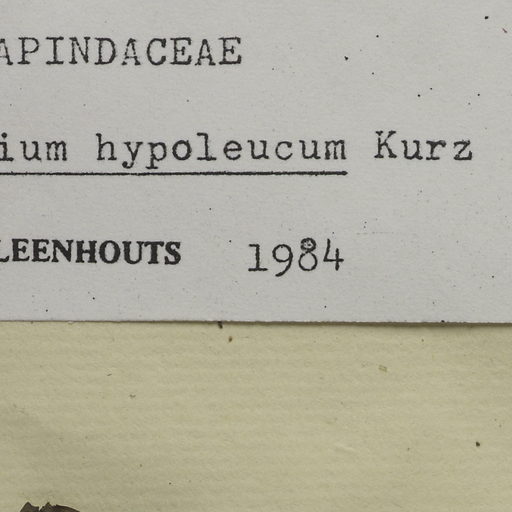 APINDACEAE
ium hypoleucum Kurz
LEENHOUTS 1984